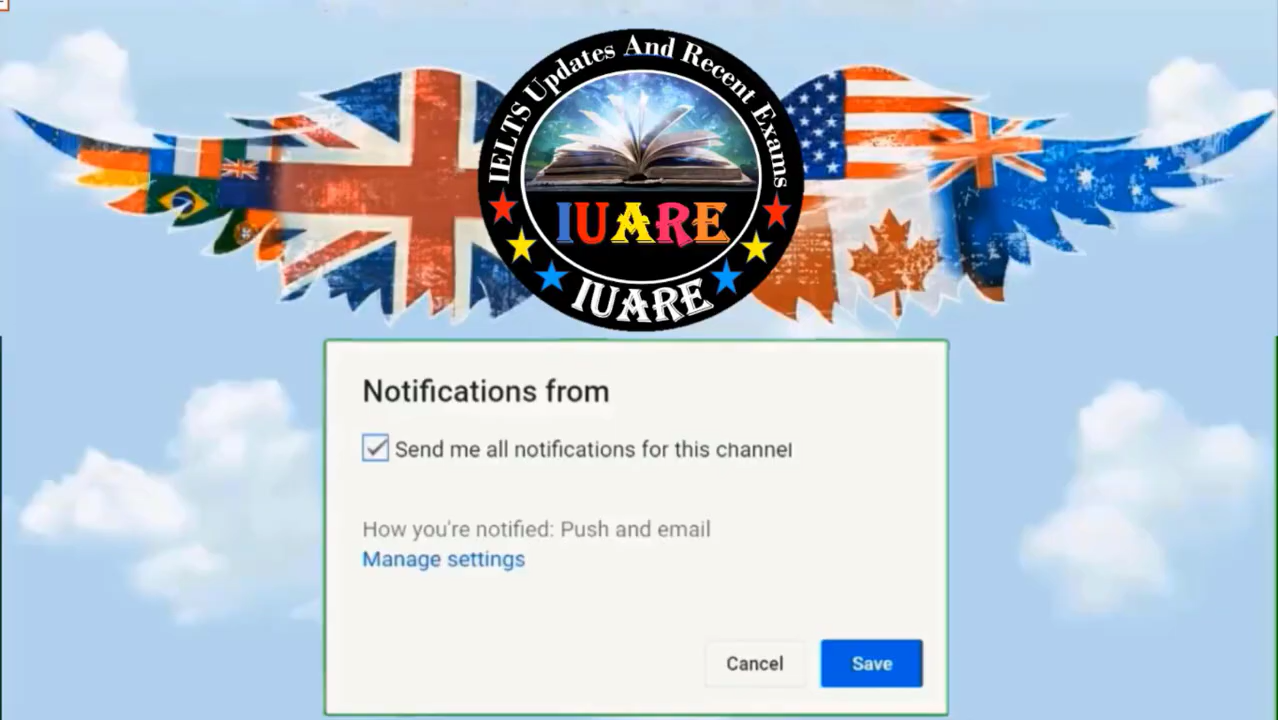 IELTS Updates And Recent Exams
IUARE
IUARE
Notifications from
Send me all notifications for this channel
How you're notified: Push and email
Manage settings
Cancel
Save